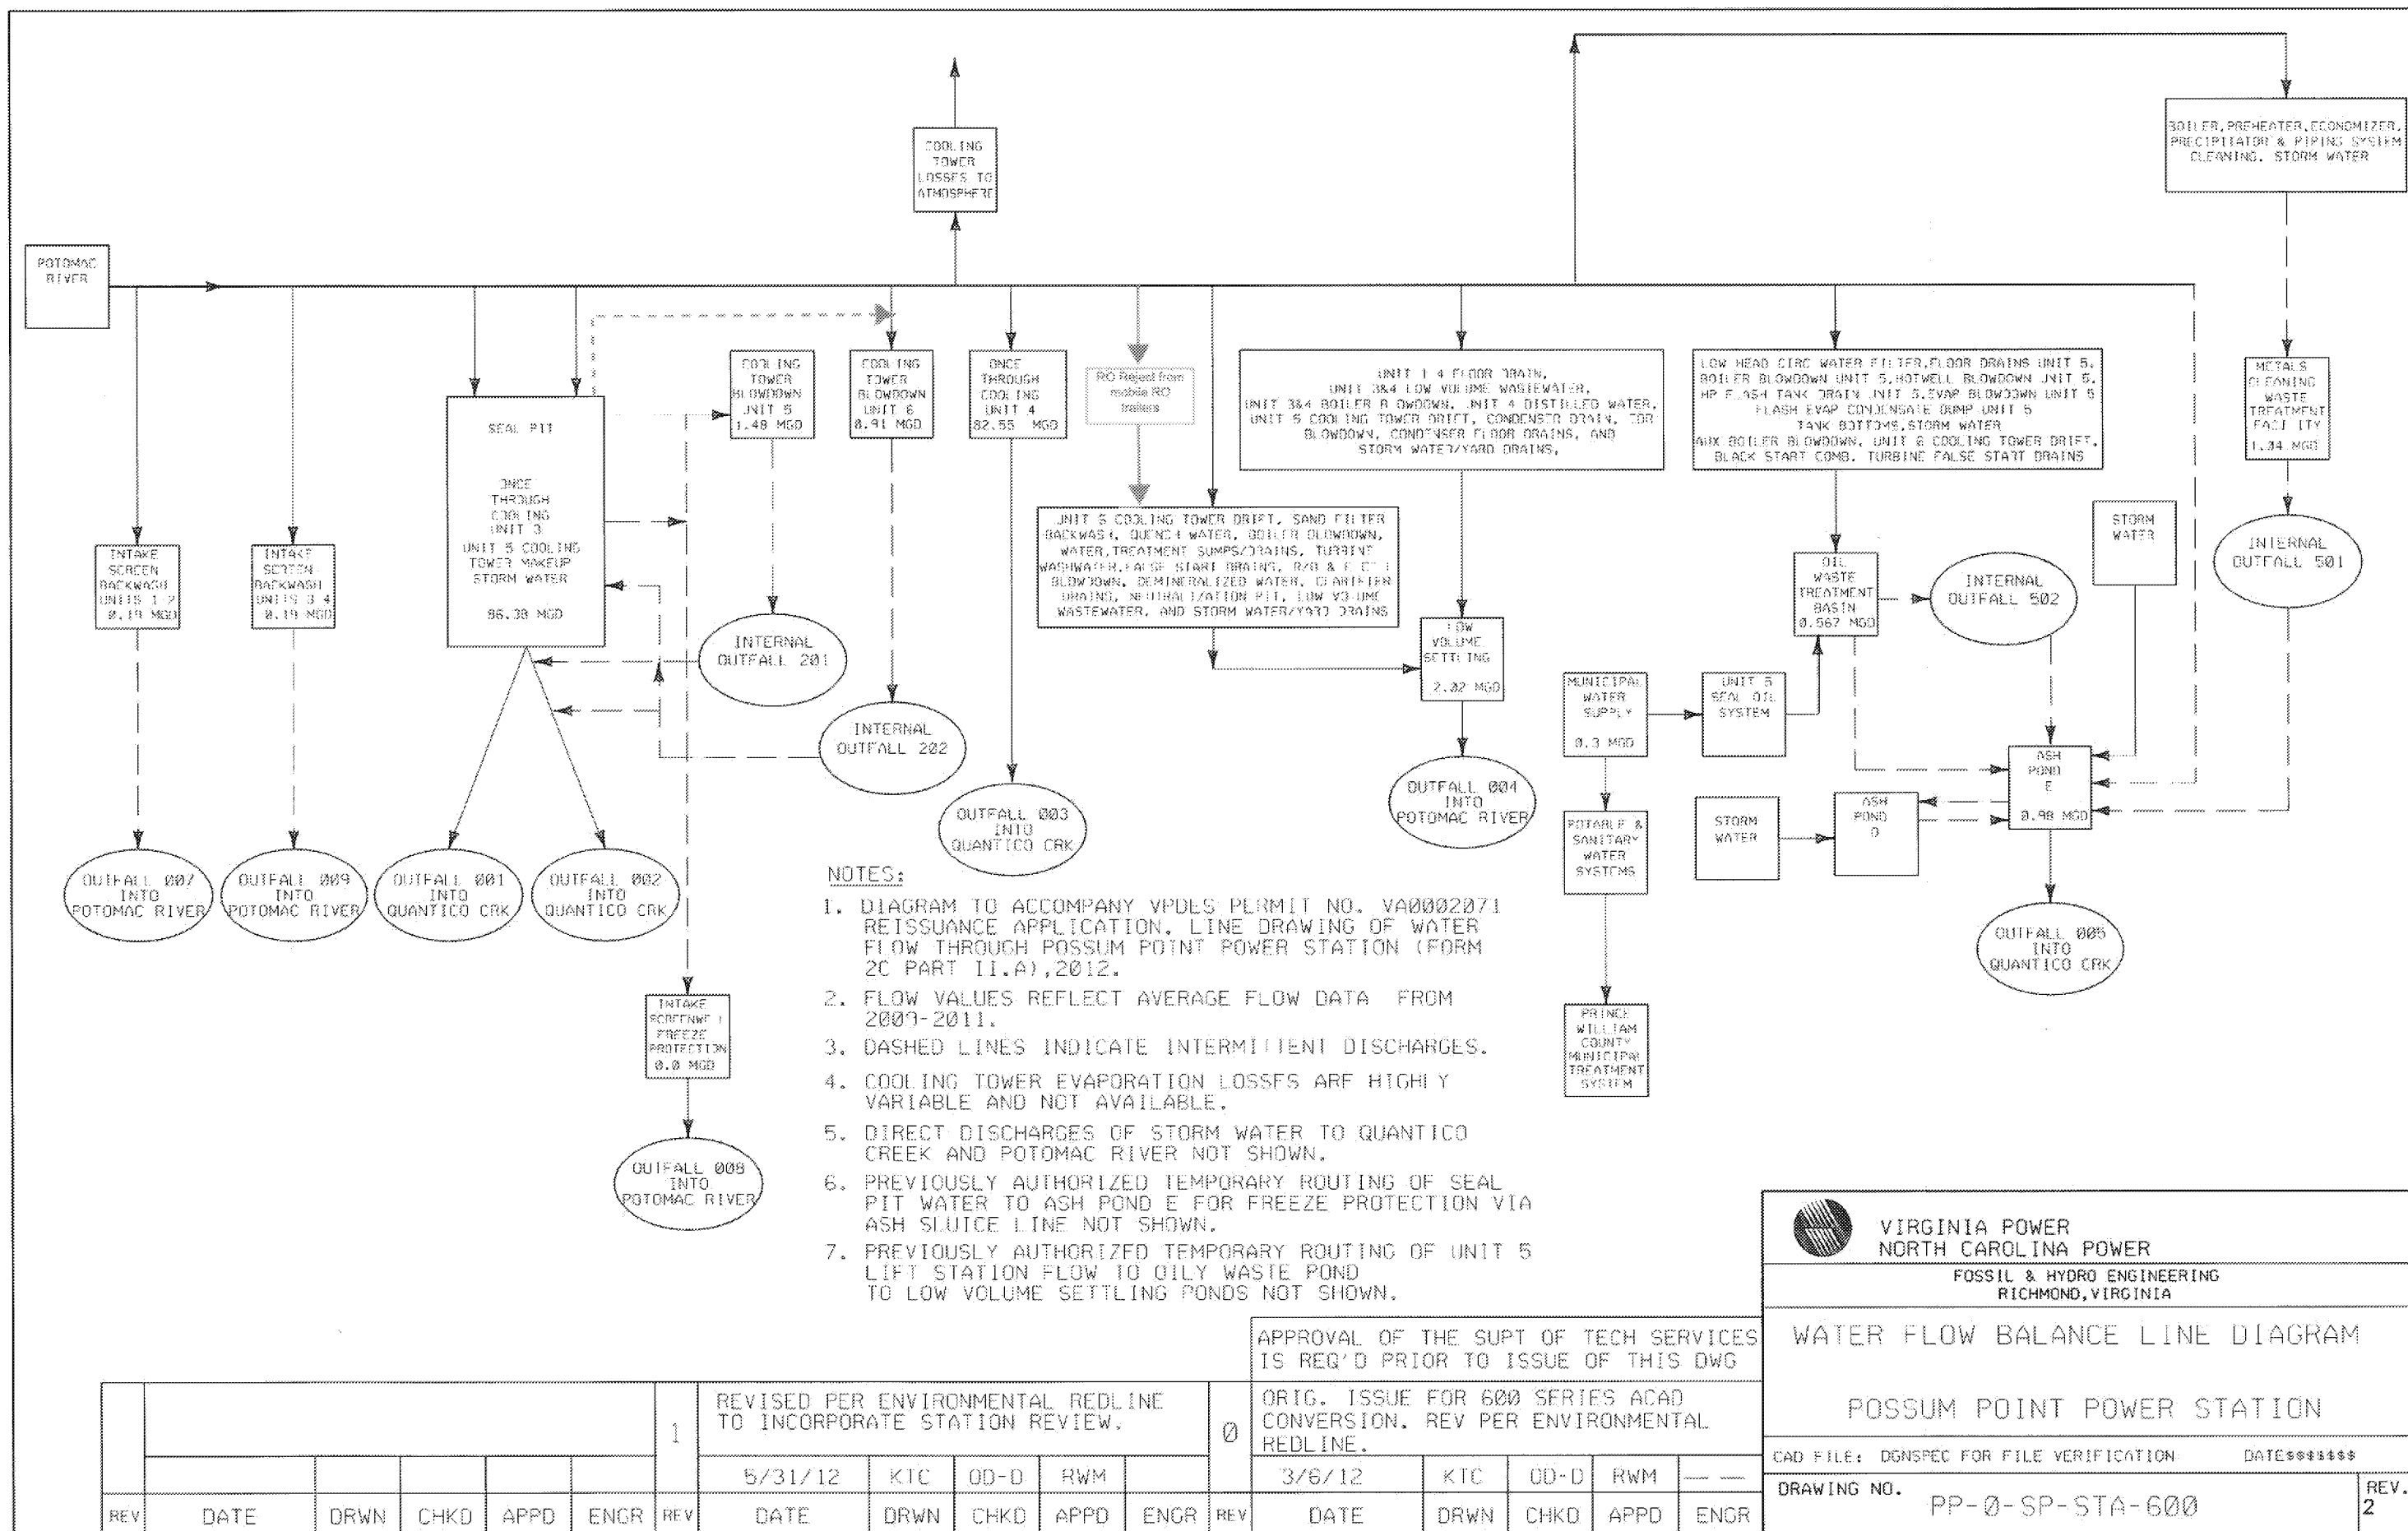 COOLING
TOWER
LOSSES TO
ATMOSPHERE
BOILER, PREHEATER, ECONOMIZER,
PRECIPITATOR & PIPING SYSTEM
CLEANING, STORM WATER
POTOMAC
RIVER
SEAL PIT
ONCE
THROUGH
COOLING
UNIT 3
UNIT 5 COOLING
TOWER MAKEUP
STORM WATER
96.30 MGD
COOLING
TOWER
BLOWDOWN
UNIT 5
1.48 MGD
COOLING
TOWER
BLOWDOWN
UNIT 6
0.91 MGD
ONCE
THROUGH
COOLING
UNIT 4
82.55 MGD
RO Reject from
mobile RO
trailers
UNIT 1-4 FLOOR DRAIN,
UNIT 3&4 LOW VOLUME WASTEWATER,
UNIT 3&4 BOILER BLOWDOWN, UNIT 4 DISTILLED WATER,
UNIT 5 COOLING TOWER DRIFT, CONDENSER DRAIN,
BLOWDOWN, CONDENSER FLOOR DRAINS, AND
STORM WATER/YARD DRAINS,
LOW HEAD CIRC WATER FILTER, FLOOR DRAINS UNIT 5,
BOILER BLOWDOWN UNIT 5, HOTWELL BLOWDOWN UNIT 5,
HP FLASH TANK DRAIN UNIT 5, EVAP BLOWDOWN UNIT 5
FLASH EVAP CONDENSATE DUMP UNIT 5
TANK BOTTOMS, STORM WATER
AUX BOILER BLOWDOWN, UNIT 6 COOLING TOWER DRIFT,
BLACK START COMB. TURBINE FALSE START DRAINS
METALS
CLEANING
WASTE
TREATMENT
FACILITY
1.04 MGD
INTAKE
SCREEN
BACKWASH
UNITS 1-2
0.19 MGD
INTAKE
SCREEN
BACKWASH
UNITS 3-4
0.19 MGD
UNIT 6 COOLING TOWER DRIFT, SAND FILTER
BACKWASH, QUENCH WATER, BOILER BLOWDOWN,
WATER TREATMENT SUMPS/DRAINS, TURBINE
WASHWATER, FALSE START DRAINS,
BLOWDOWN, DEMINERALIZED WATER, CLARIFIER
DRAINS, NEUTRALIZATION PIT, LOW VOLUME
WASTEWATER, AND STORM WATER/YARD DRAINS
STORM
WATER
INTERNAL
OUTFALL 501
OIL
WASTE
TREATMENT
BASIN
0.567 MGD
INTERNAL
OUTFALL 502
INTERNAL
OUTFALL 201
LOW
VOLUME
SETTLING
2.02 MGD
MUNICIPAL
WATER
SUPPLY
0.3 MGD
UNIT 5
SEAL OIL
SYSTEM
INTERNAL
OUTFALL 202
OUTFALL 003
INTO
QUANTICO CRK
OUTFALL 004
INTO
POTOMAC RIVER
POTABLE &
SANITARY
WATER
SYSTEMS
STORM
WATER
ASH
POND
D
ASH
POND
E
0.98 MGD
OUTFALL 007
INTO
POTOMAC RIVER
OUTFALL 009
INTO
POTOMAC RIVER
OUTFALL 001
INTO
QUANTICO CRK
OUTFALL 002
INTO
QUANTICO CRK
OUTFALL 005
INTO
QUANTICO CRK
INTAKE
SCREENWELL
FREEZE
PROTECTION
0.0 MGD
OUTFALL 008
INTO
POTOMAC RIVER
PRINCE
WILLIAM
COUNTY
MUNICIPAL
TREATMENT
SYSTEM
NOTES:
1. DIAGRAM TO ACCOMPANY VPDES PERMIT NO. VA0002071
REISSUANCE APPLICATION. LINE DRAWING OF WATER
FLOW THROUGH POSSUM POINT POWER STATION (FORM
2C PART II.A),2012.
2. FLOW VALUES REFLECT AVERAGE FLOW DATA FROM
2009-2011.
3. DASHED LINES INDICATE INTERMITTENT DISCHARGES.
4. COOLING TOWER EVAPORATION LOSSES ARE HIGHLY
VARIABLE AND NOT AVAILABLE.
5. DIRECT DISCHARGES OF STORM WATER TO QUANTICO
CREEK AND POTOMAC RIVER NOT SHOWN.
6. PREVIOUSLY AUTHORIZED TEMPORARY ROUTING OF SEAL
PIT WATER TO ASH POND E FOR FREEZE PROTECTION VIA
ASH SLUICE LINE NOT SHOWN.
7. PREVIOUSLY AUTHORIZED TEMPORARY ROUTING OF UNIT 5
LIFT STATION FLOW TO OILY WASTE POND
TO LOW VOLUME SETTLING PONDS NOT SHOWN.
VIRGINIA POWER
NORTH CAROLINA POWER
FOSSIL & HYDRO ENGINEERING
RICHMOND, VIRGINIA
WATER FLOW BALANCE LINE DIAGRAM
POSSUM POINT POWER STATION
CAD FILE: DGNSPEC FOR FILE VERIFICATION DATE$$$$$$$
DRAWING NO. PP-0-SP-STA-600 REV. 2
APPROVAL OF THE SUPT OF TECH SERVICES
IS REQ'D PRIOR TO ISSUE OF THIS DWG
1 REVISED PER ENVIRONMENTAL REDLINE
TO INCORPORATE STATION REVIEW.
0 ORIG. ISSUE FOR 600 SERIES ACAD
CONVERSION. REV PER ENVIRONMENTAL
REDLINE.
5/31/12 KTC OD-D RWM 3/6/12 KTC OD-D RWM — —
REV DATE DRWN CHKD APPD ENGR REV DATE DRWN CHKD APPD ENGR REV DATE DRWN CHKD APPD ENGR